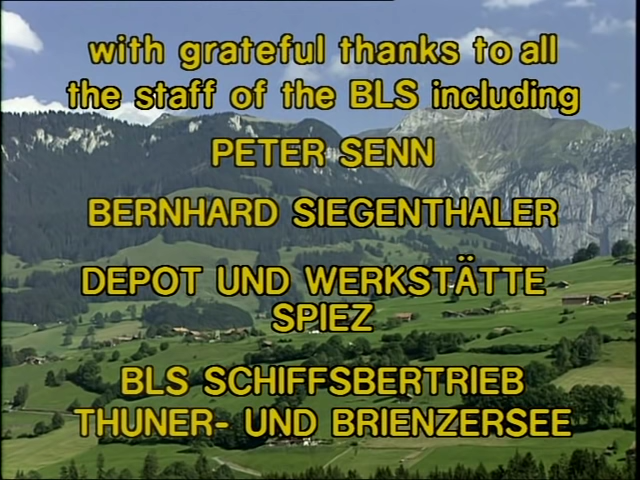 with grateful thanks to all
the staff of the BLS including
PETER SENN
BERNHARD SIEGENTHALER
DEPOT UND WERKSTÄTTE
SPIEZ
BLS SCHIFFSBERTRIEB
THUNER- UND BRIENZERSEE